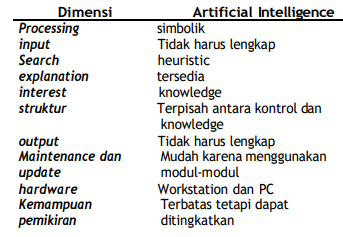 Dimensi Artificial Intelligence
Processing simbolik
input Tidak harus lengkap
Search heuristic
explanation tersedia
interest knowledge
struktur Terpisah antara kontrol dan
knowledge
output Tidak harus lengkap
Maintenance dan Mudah karena menggunakan
update modul-modul
hardware Workstation dan PC
Kemampuan Terbatas tetapi dapat
pemikiran ditingkatkan